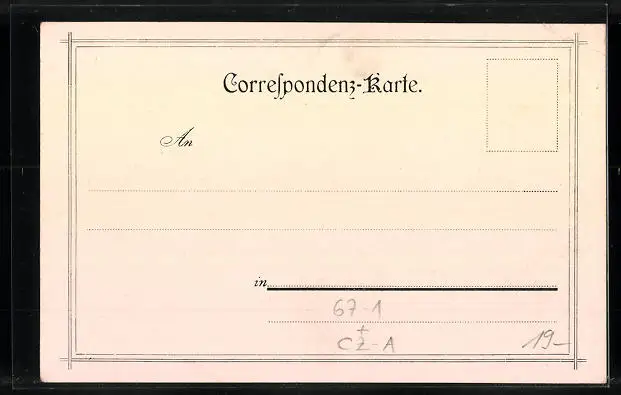 Correſpondenz-Karte.
An
in
67-1
+
CZ-A
19-